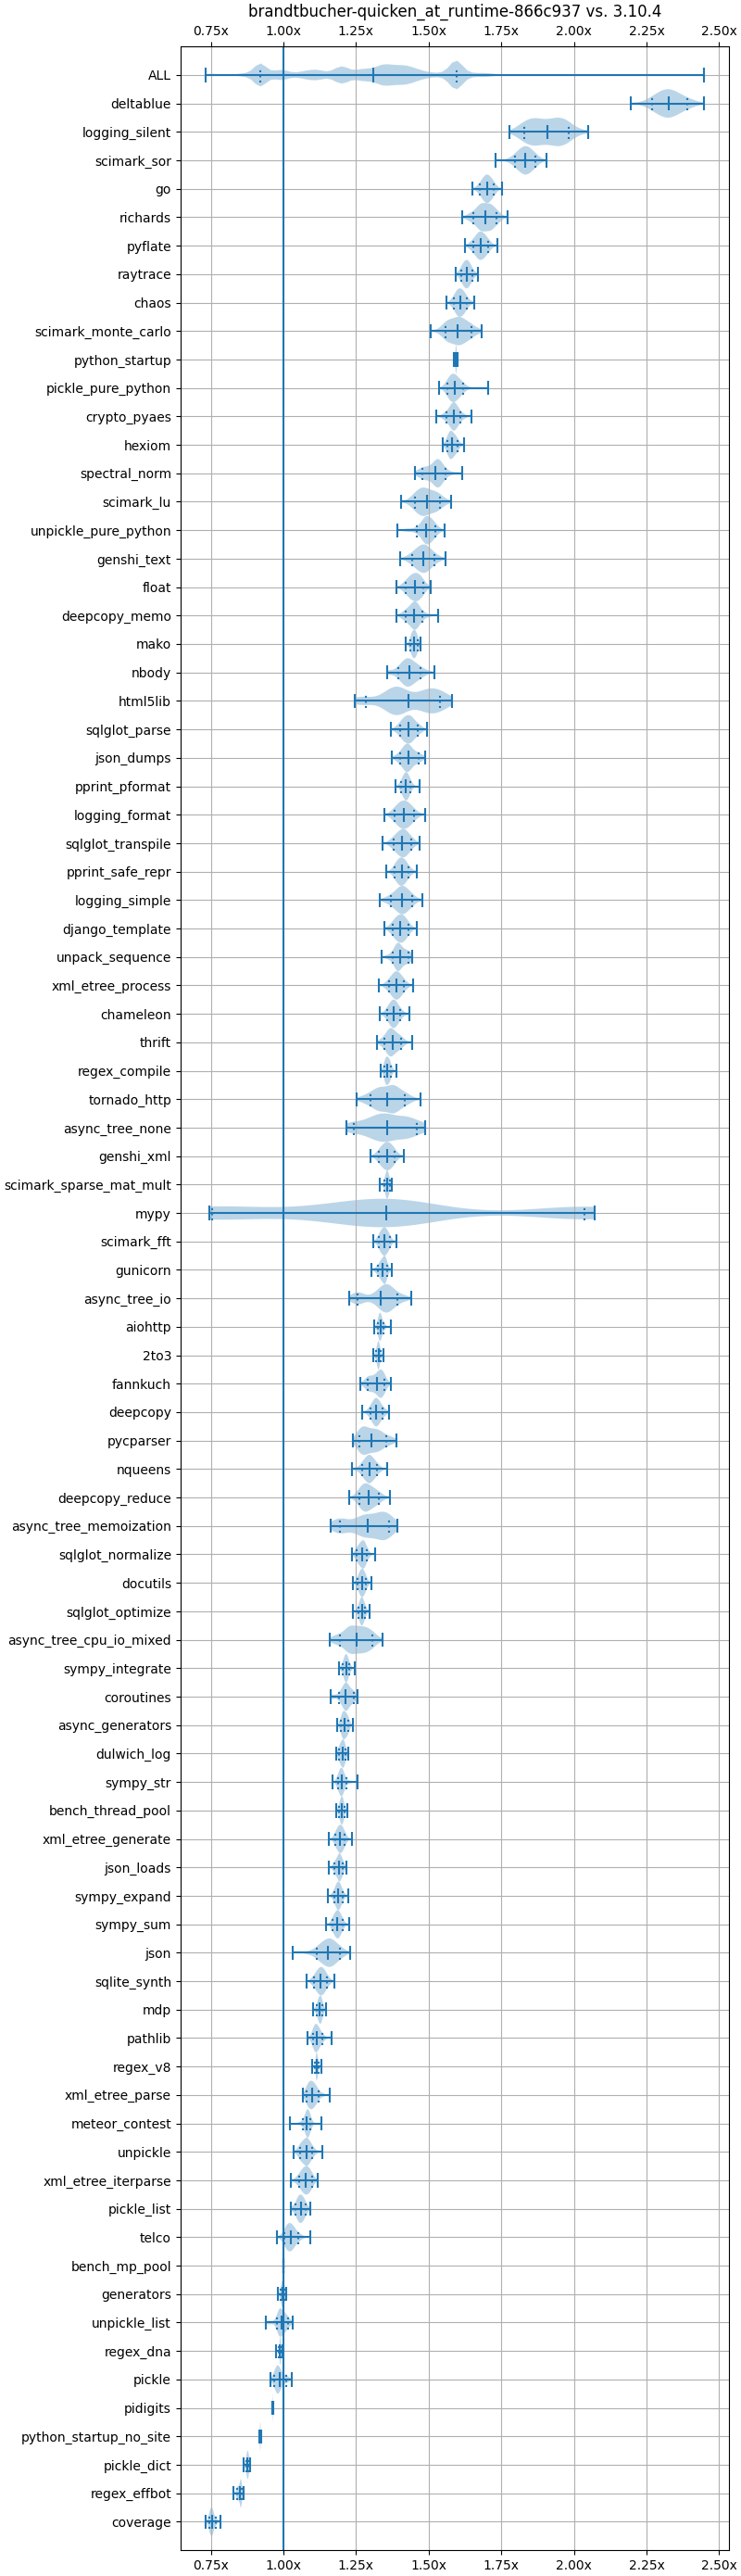 brandtbucher-quicken_at_runtime-866c937 vs. 3.10.4
0.75x 1.00x 1.25x 1.50x 1.75x 2.00x 2.25x 2.50x
ALL
deltablue
logging_silent
scimark_sor
go
richards
pyflate
raytrace
chaos
scimark_monte_carlo
python_startup
pickle_pure_python
crypto_pyaes
hexiom
spectral_norm
scimark_lu
unpickle_pure_python
genshi_text
float
deepcopy_memo
mako
nbody
html5lib
sqlglot_parse
json_dumps
pprint_pformat
logging_format
sqlglot_transpile
pprint_safe_repr
logging_simple
django_template
unpack_sequence
xml_etree_process
chameleon
thrift
regex_compile
tornado_http
async_tree_none
genshi_xml
scimark_sparse_mat_mult
mypy
scimark_fft
gunicorn
async_tree_io
aiohttp
2to3
fannkuch
deepcopy
pycparser
nqueens
deepcopy_reduce
async_tree_memoization
sqlglot_normalize
docutils
sqlglot_optimize
async_tree_cpu_io_mixed
sympy_integrate
coroutines
async_generators
dulwich_log
sympy_str
bench_thread_pool
xml_etree_generate
json_loads
sympy_expand
sympy_sum
json
sqlite_synth
mdp
pathlib
regex_v8
xml_etree_parse
meteor_contest
unpickle
xml_etree_iterparse
pickle_list
telco
bench_mp_pool
generators
unpickle_list
regex_dna
pickle
pidigits
python_startup_no_site
pickle_dict
regex_effbot
coverage
0.75x 1.00x 1.25x 1.50x 1.75x 2.00x 2.25x 2.50x